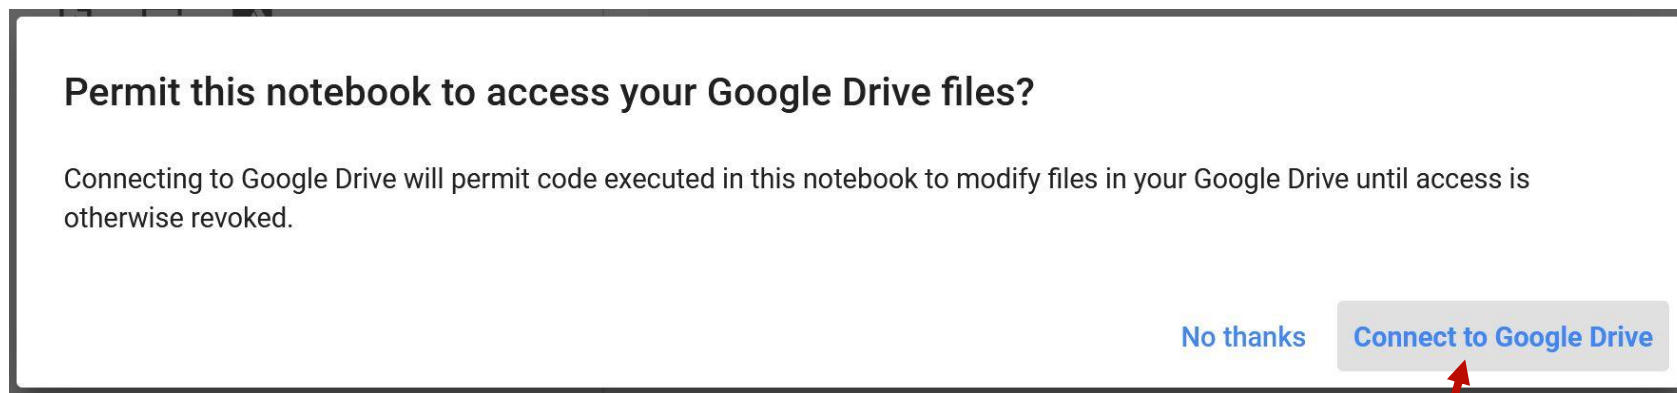 Permit this notebook to access your Google Drive files?
Connecting to Google Drive will permit code executed in this notebook to modify files in your Google Drive until access is
otherwise revoked.
No thanks
Connect to Google Drive